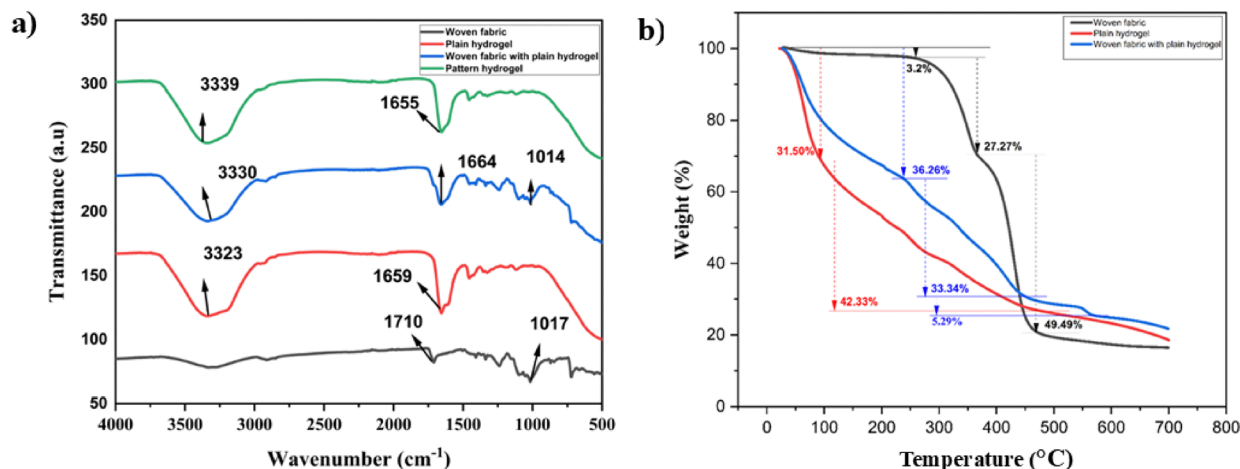 a)
350
300
250
200
150
100
50
Transmittance (a.u)
4000 3500 3000 2500 2000 1500 1000 500
Wavenumber (cm⁻¹)
Woven fabric
Plain hydrogel
Woven fabric with plain hydrogel
Pattern hydrogel
3339
1655
3330
1664
1014
3323
1659
1710
1017
b)
100
80
60
40
20
0
Weight (%)
0 100 200 300 400 500 600 700 800
Temperature (°C)
Woven fabric
Plain hydrogel
Woven fabric with plain hydrogel
3.2%
31.50%
27.27%
36.26%
33.34%
42.33%
5.29%
49.49%